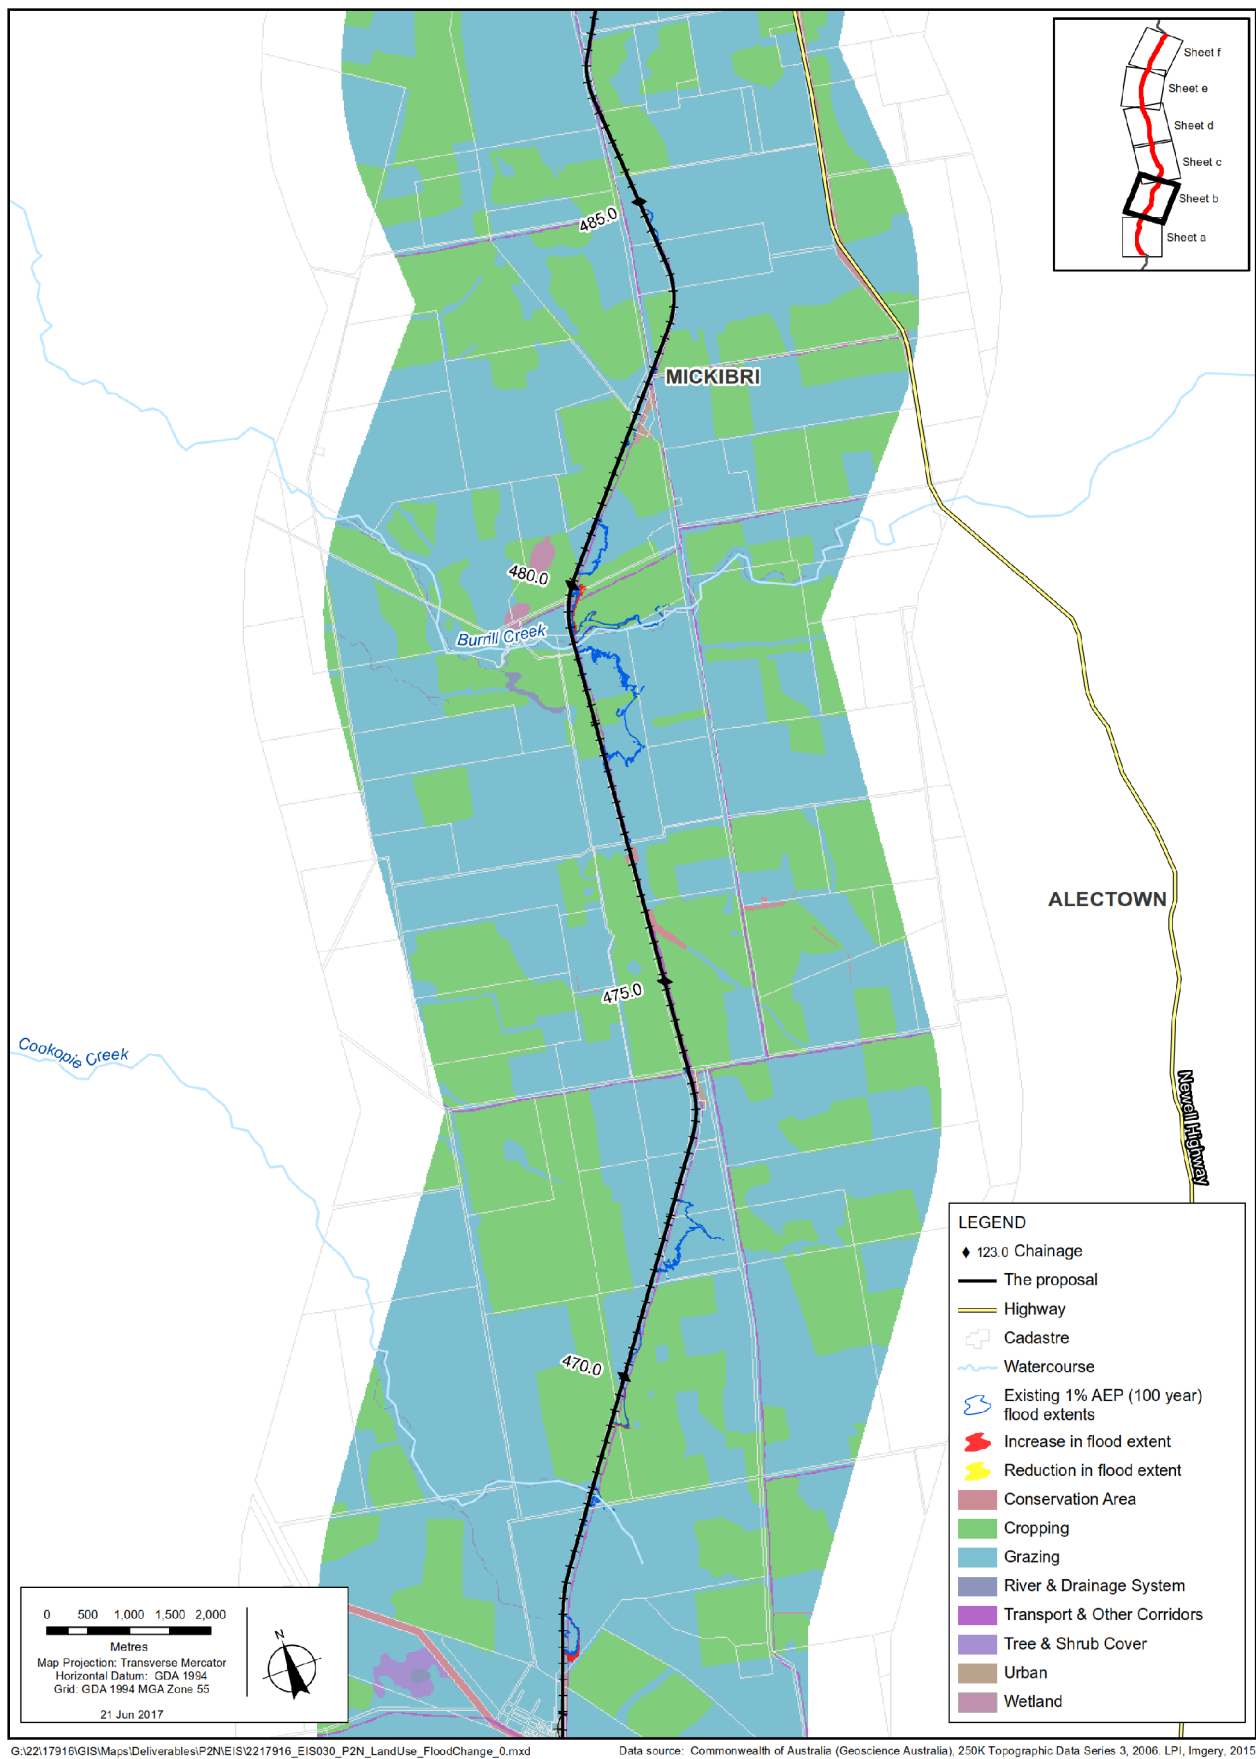 Sheet f
Sheet e
Sheet d
Sheet c
Sheet b
Sheet a
485.0
MICKIBRI
480.0
Burrill Creek
ALECTOWN
475.0
Cookopie Creek
Newell Highway
470.0
LEGEND
123.0 Chainage
The proposal
Highway
Cadastre
Watercourse
Existing 1% AEP (100 year)
flood extents
Increase in flood extent
Reduction in flood extent
Conservation Area
Cropping
Grazing
River & Drainage System
Transport & Other Corridors
Tree & Shrub Cover
Urban
Wetland
0 500 1,000 1,500 2,000
Metres
Map Projection: Transverse Mercator
Horizontal Datum: GDA 1994
Grid: GDA 1994 MGA Zone 55
21 Jun 2017
N
G:\22\17916\GIS\Maps\Deliverables\P2N\EIS\2217916_EIS030_P2N_LandUse_FloodChange_0.mxd
Data source: Commonwealth of Australia (Geoscience Australia), 250K Topographic Data Series 3, 2006. LPI, Imgery, 2015